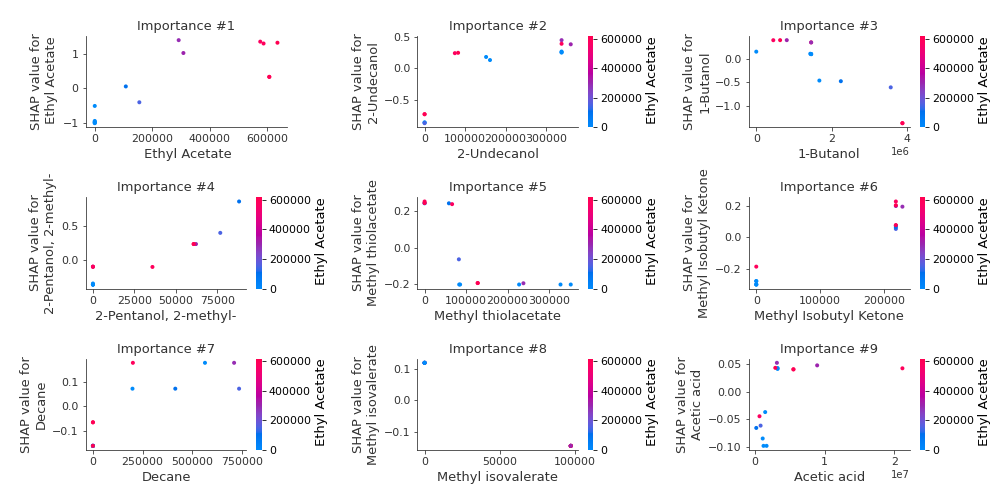 Importance #1
SHAP value for
Ethyl Acetate
1
0
−1
0
200000
400000
600000
Ethyl Acetate
Importance #2
SHAP value for
2-Undecanol
0.5
0.0
−0.5
0
100000
200000
300000
2-Undecanol
600000
400000
200000
0
Ethyl Acetate
Importance #3
SHAP value for
1-Butanol
0.0
−0.5
−1.0
0
2
4
1e6
1-Butanol
600000
400000
200000
0
Ethyl Acetate
Importance #4
SHAP value for
2-Pentanol, 2-methyl-
0.5
0.0
0
25000
50000
75000
2-Pentanol, 2-methyl-
600000
400000
200000
0
Ethyl Acetate
Importance #5
SHAP value for
Methyl thiolacetate
0.2
0.0
−0.2
0
100000
200000
300000
Methyl thiolacetate
600000
400000
200000
0
Ethyl Acetate
Importance #6
SHAP value for
Methyl Isobutyl Ketone
0.2
0.0
−0.2
0
100000
200000
Methyl Isobutyl Ketone
600000
400000
200000
0
Ethyl Acetate
Importance #7
SHAP value for
Decane
0.1
0.0
−0.1
0
250000
500000
750000
Decane
600000
400000
200000
0
Ethyl Acetate
Importance #8
SHAP value for
Methyl isovalerate
0.1
0.0
−0.1
0
50000
100000
Methyl isovalerate
600000
400000
200000
0
Ethyl Acetate
Importance #9
SHAP value for
Acetic acid
0.05
0.00
−0.05
−0.10
0
1
2
1e7
Acetic acid
600000
400000
200000
0
Ethyl Acetate